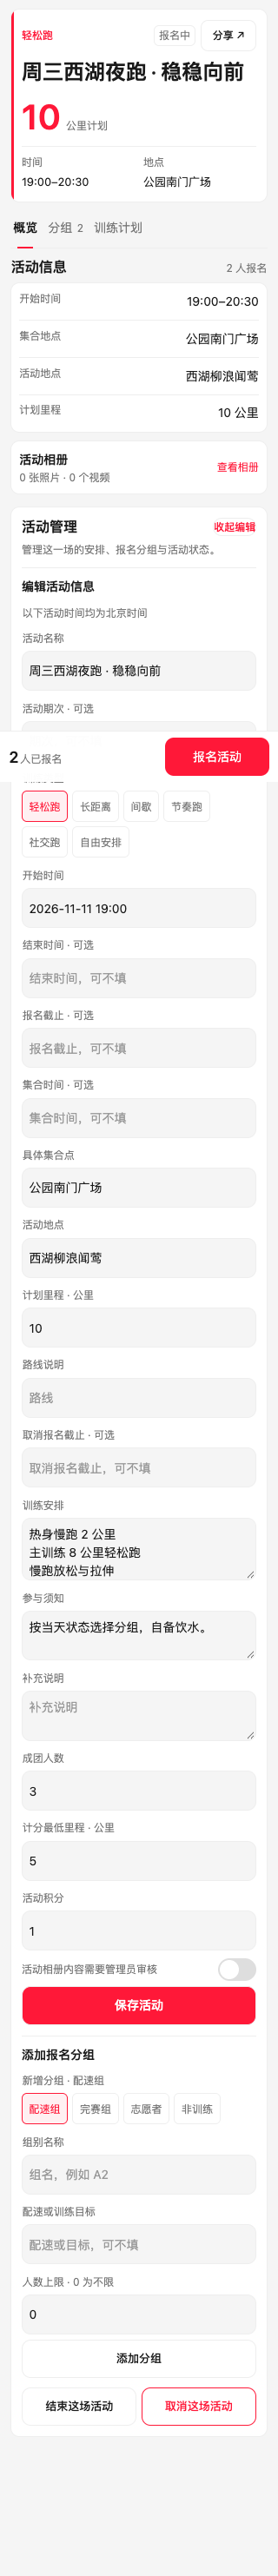 轻松跑
报名中
分享 ↗
周三西湖夜跑 · 稳稳向前
10 公里计划
时间
地点
19:00–20:30
公园南门广场
概览 分组 2 训练计划
活动信息
2 人报名
开始时间
19:00–20:30
集合地点
公园南门广场
活动地点
西湖柳浪闻莺
计划里程
10 公里
活动相册
0 张照片 · 0 个视频
查看相册
活动管理
收起编辑
管理这一场的安排、报名分组与活动状态。
编辑活动信息
以下活动时间均为北京时间
活动名称
周三西湖夜跑 · 稳稳向前
活动期次 · 可选
2人已报名
报名活动
轻松跑 长距离 间歇 节奏跑
社交跑 自由安排
开始时间
2026-11-11 19:00
结束时间 · 可选
结束时间，可不填
报名截止 · 可选
报名截止，可不填
集合时间 · 可选
集合时间，可不填
具体集合点
公园南门广场
活动地点
西湖柳浪闻莺
计划里程 · 公里
10
路线说明
路线
取消报名截止 · 可选
取消报名截止，可不填
训练安排
热身慢跑 2 公里
主训练 8 公里轻松跑
慢跑放松与拉伸
参与须知
按当天状态选择分组，自备饮水。
补充说明
补充说明
成团人数
3
计分最低里程 · 公里
5
活动积分
1
活动相册内容需要管理员审核
保存活动
添加报名分组
新增分组 · 配速组
配速组 完赛组 志愿者 非训练
组别名称
组名，例如 A2
配速或训练目标
配速或目标，可不填
人数上限 · 0 为不限
0
添加分组
结束这场活动
取消这场活动